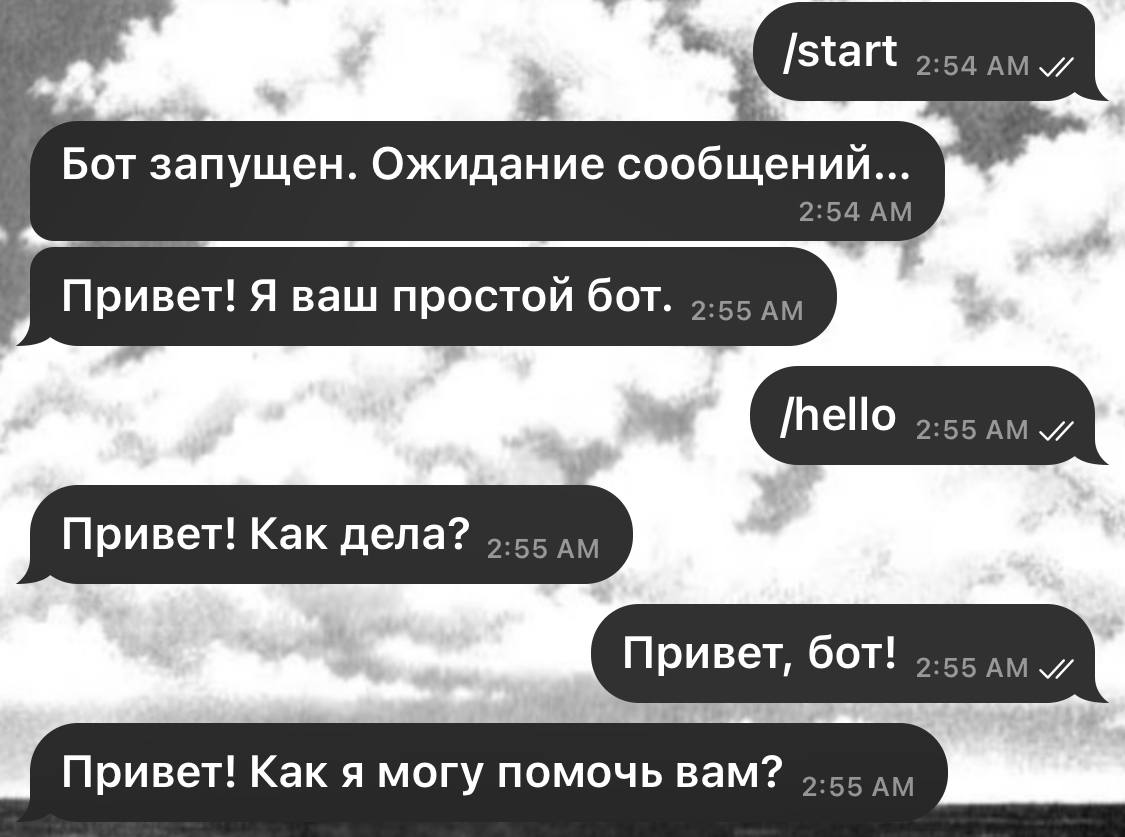 /start 2:54 AM
Бот запущен. Ожидание сообщений...
2:54 AM
Привет! Я ваш простой бот. 2:55 AM
/hello 2:55 AM
Привет! Как дела? 2:55 AM
Привет, бот! 2:55 AM
Привет! Как я могу помочь вам? 2:55 AM